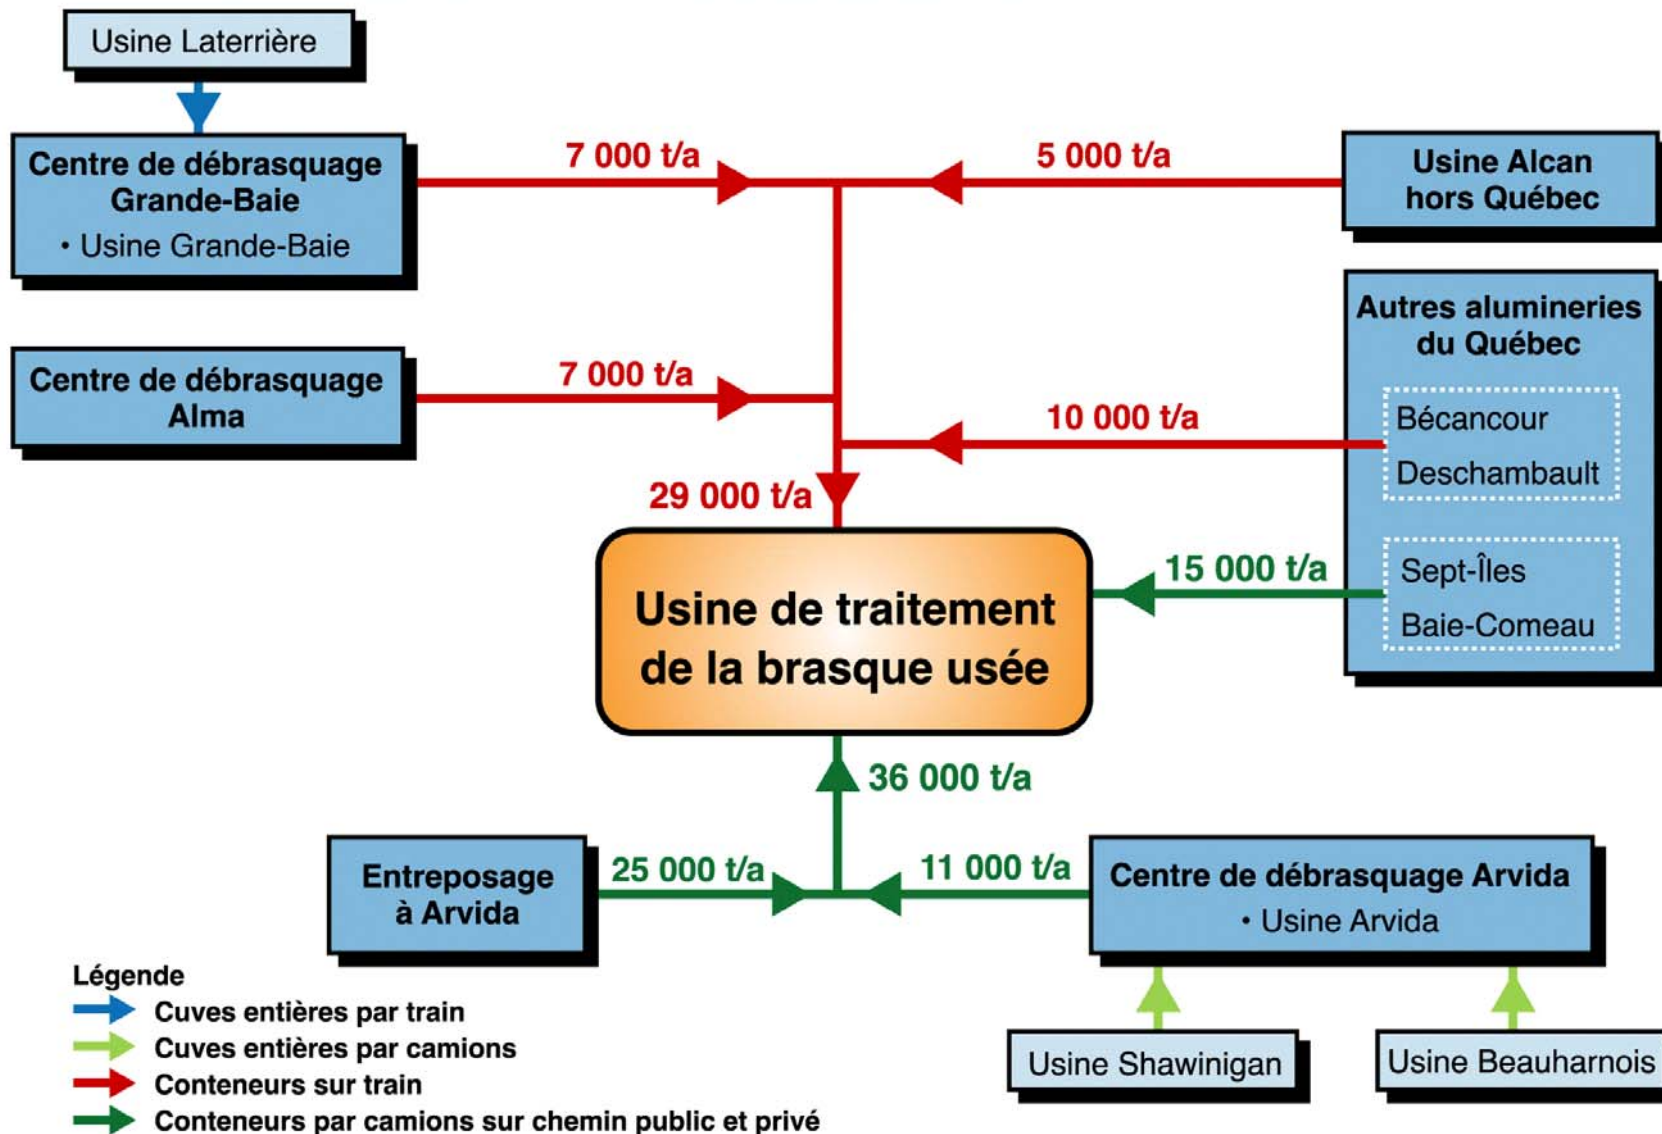 Usine Laterrière
Centre de débrasquage
Grande-Baie
• Usine Grande-Baie
7 000 t/a
5 000 t/a
Usine Alcan
hors Québec
Centre de débrasquage
Alma
7 000 t/a
Autres alumineries
du Québec
Bécancour
Deschambault
10 000 t/a
29 000 t/a
Sept-Îles
Baie-Comeau
15 000 t/a
Usine de traitement
de la brasque usée
36 000 t/a
Entreposage
à Arvida
25 000 t/a
11 000 t/a
Centre de débrasquage Arvida
• Usine Arvida
Usine Shawinigan
Usine Beauharnois
Légende
Cuves entières par train
Cuves entières par camions
Conteneurs sur train
Conteneurs par camions sur chemin public et privé